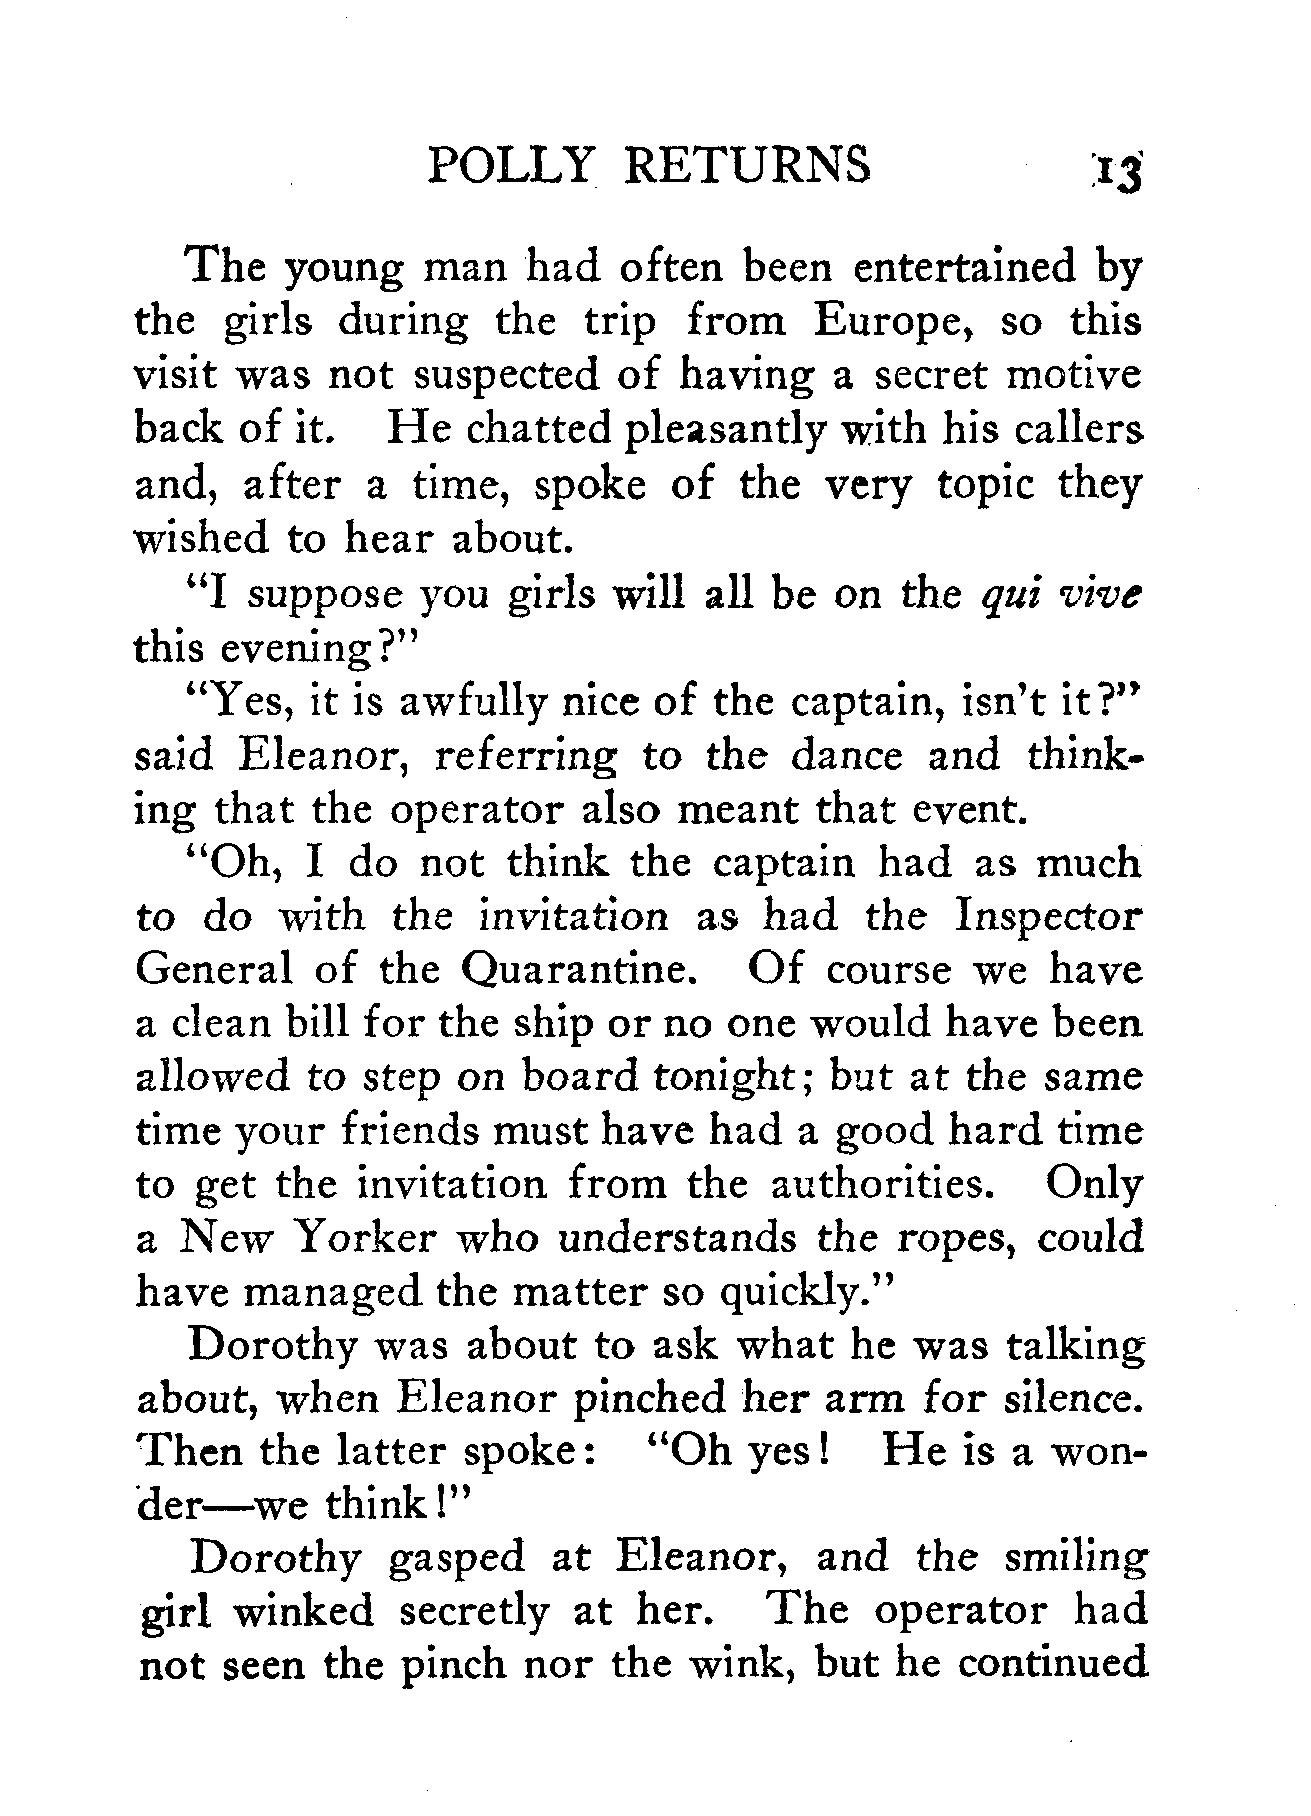 POLLY RETURNS 13
The young man had often been entertained by
the girls during the trip from Europe, so this
visit was not suspected of having a secret motive
back of it. He chatted pleasantly with his callers
and, after a time, spoke of the very topic they
wished to hear about.
"I suppose you girls will all be on the qui vive
this evening?"
"Yes, it is awfully nice of the captain, isn't it?"
said Eleanor, referring to the dance and think-
ing that the operator also meant that event.
"Oh, I do not think the captain had as much
to do with the invitation as had the Inspector
General of the Quarantine. Of course we have
a clean bill for the ship or no one would have been
allowed to step on board tonight; but at the same
time your friends must have had a good hard time
to get the invitation from the authorities. Only
a New Yorker who understands the ropes, could
have managed the matter so quickly."
Dorothy was about to ask what he was talking
about, when Eleanor pinched her arm for silence.
Then the latter spoke: "Oh yes! He is a won-
der—we think!"
Dorothy gasped at Eleanor, and the smiling
girl winked secretly at her. The operator had
not seen the pinch nor the wink, but he continued